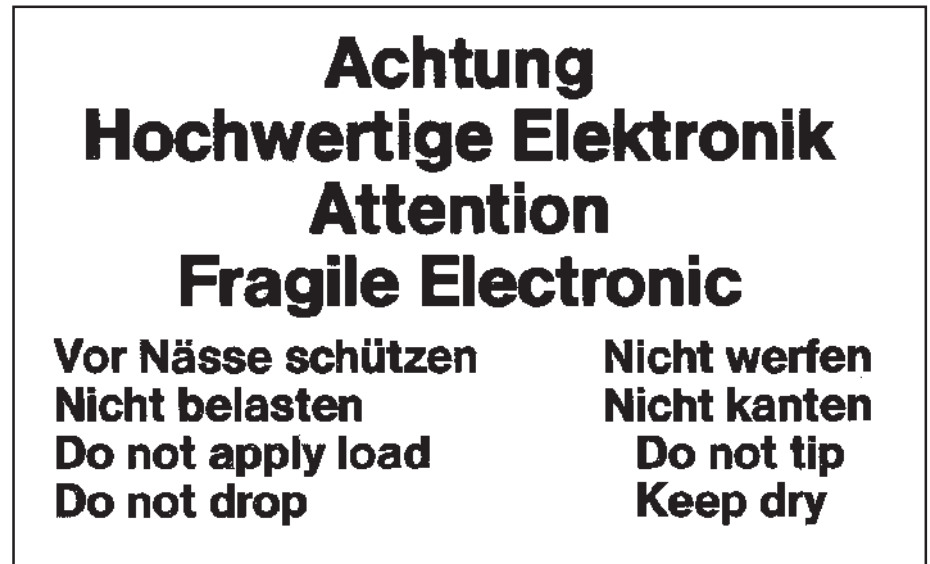 Achtung
Hochwertige Elektronik
Attention
Fragile Electronic
Vor Nässe schützen Nicht werfen
Nicht belasten Nicht kanten
Do not apply load Do not tip
Do not drop Keep dry